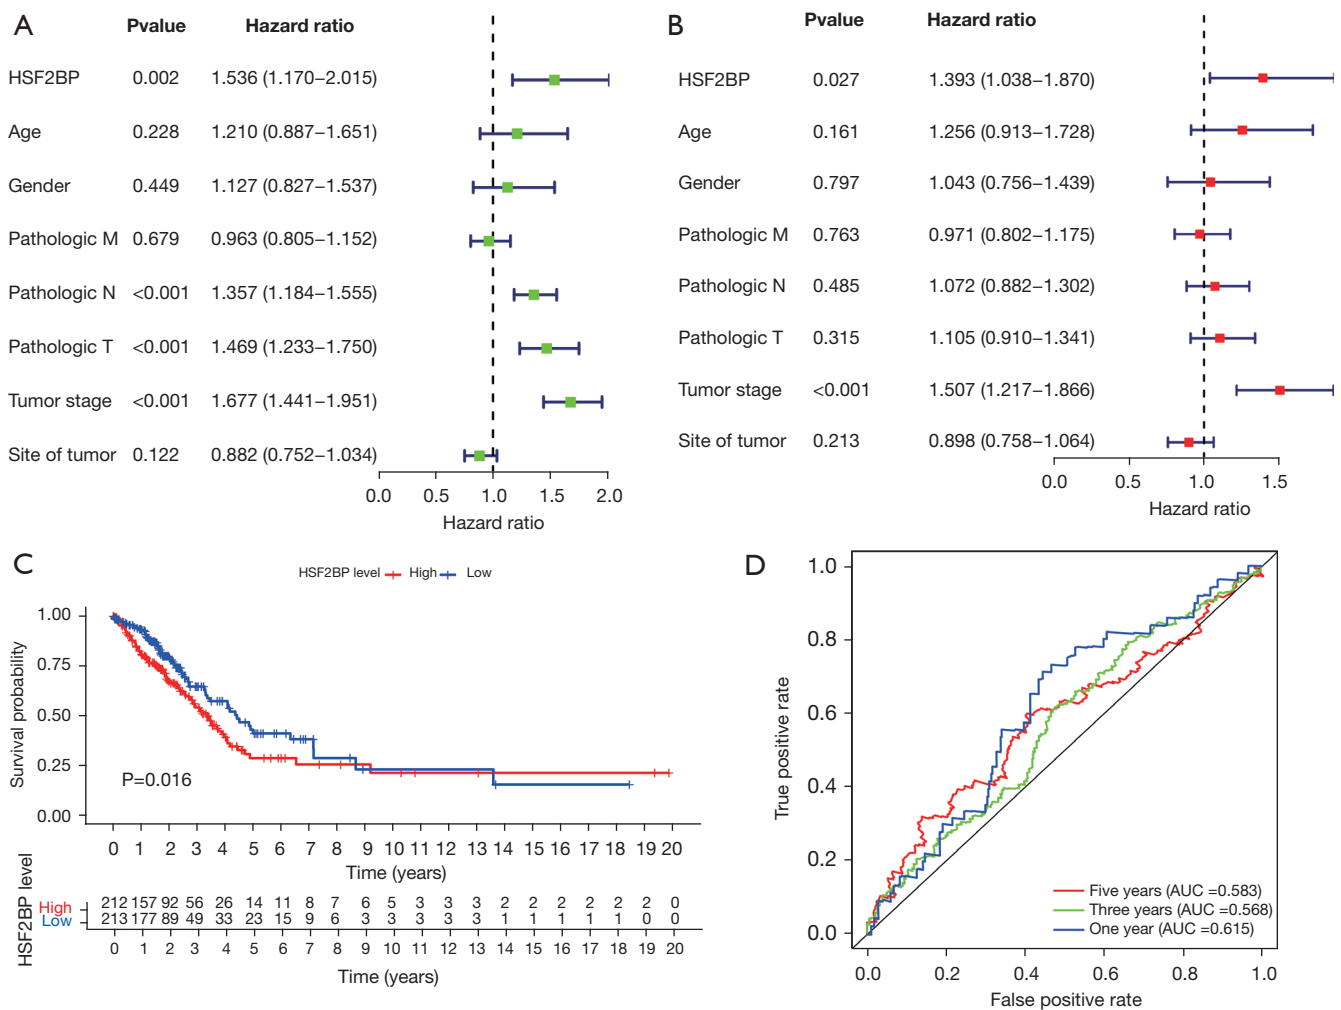 A
Pvalue Hazard ratio
HSF2BP 0.002 1.536 (1.170–2.015)
Age 0.228 1.210 (0.887–1.651)
Gender 0.449 1.127 (0.827–1.537)
Pathologic M 0.679 0.963 (0.805–1.152)
Pathologic N <0.001 1.357 (1.184–1.555)
Pathologic T <0.001 1.469 (1.233–1.750)
Tumor stage <0.001 1.677 (1.441–1.951)
Site of tumor 0.122 0.882 (0.752–1.034)
0.0 0.5 1.0 1.5 2.0
Hazard ratio
B
Pvalue Hazard ratio
HSF2BP 0.027 1.393 (1.038–1.870)
Age 0.161 1.256 (0.913–1.728)
Gender 0.797 1.043 (0.756–1.439)
Pathologic M 0.763 0.971 (0.802–1.175)
Pathologic N 0.485 1.072 (0.882–1.302)
Pathologic T 0.315 1.105 (0.910–1.341)
Tumor stage <0.001 1.507 (1.217–1.866)
Site of tumor 0.213 0.898 (0.758–1.064)
0.0 0.5 1.0 1.5
Hazard ratio
C
HSF2BP level High Low
Survival probability
1.00
0.75
0.50
0.25
0.00
P=0.016
0 1 2 3 4 5 6 7 8 9 10 11 12 13 14 15 16 17 18 19 20
Time (years)
HSF2BP level
High 212 157 92 56 26 14 11 8 7 6 5 3 3 3 2 2 2 2 2 2 0
Low 213 177 89 49 33 23 15 9 6 3 3 3 3 3 1 1 1 1 1 0 0
0 1 2 3 4 5 6 7 8 9 10 11 12 13 14 15 16 17 18 19 20
Time (years)
D
True positive rate
1.0
0.8
0.6
0.4
0.2
0.0
Five years (AUC =0.583)
Three years (AUC =0.568)
One year (AUC =0.615)
0.0 0.2 0.4 0.6 0.8 1.0
False positive rate